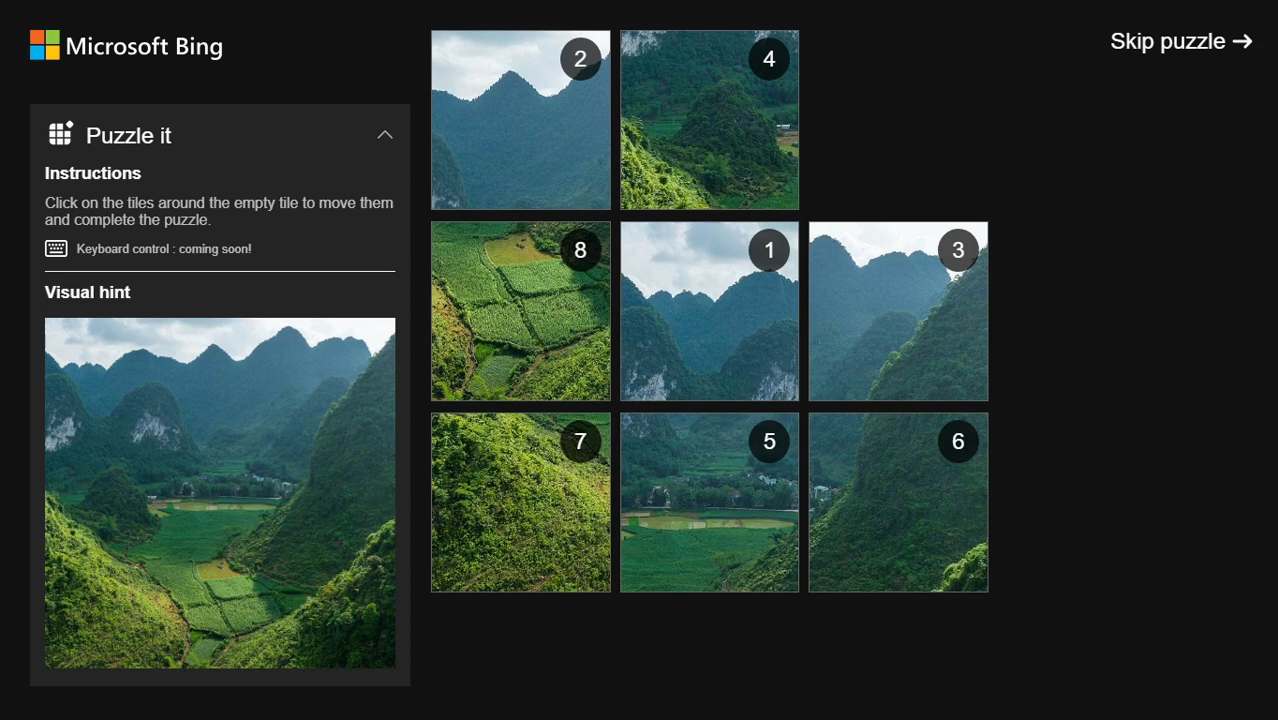 Microsoft Bing
Skip puzzle
Puzzle it
Instructions
Click on the tiles around the empty tile to move them
and complete the puzzle.
Keyboard control : coming soon!
Visual hint
2
4
8
1
3
7
5
6